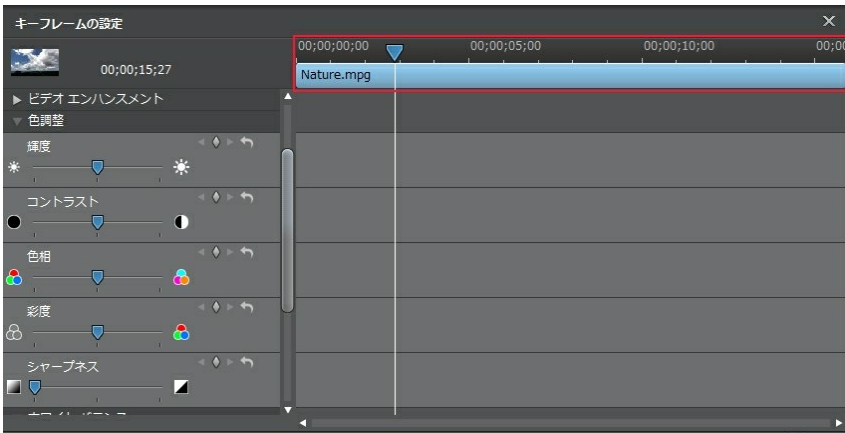 キーフレームの設定
00;00;15;27
00;00;00;00 00;00;05;00 00;00;10;00 00;0
Nature.mpg
ビデオ エンハンスメント
色調整
輝度
コントラスト
色相
彩度
シャープネス